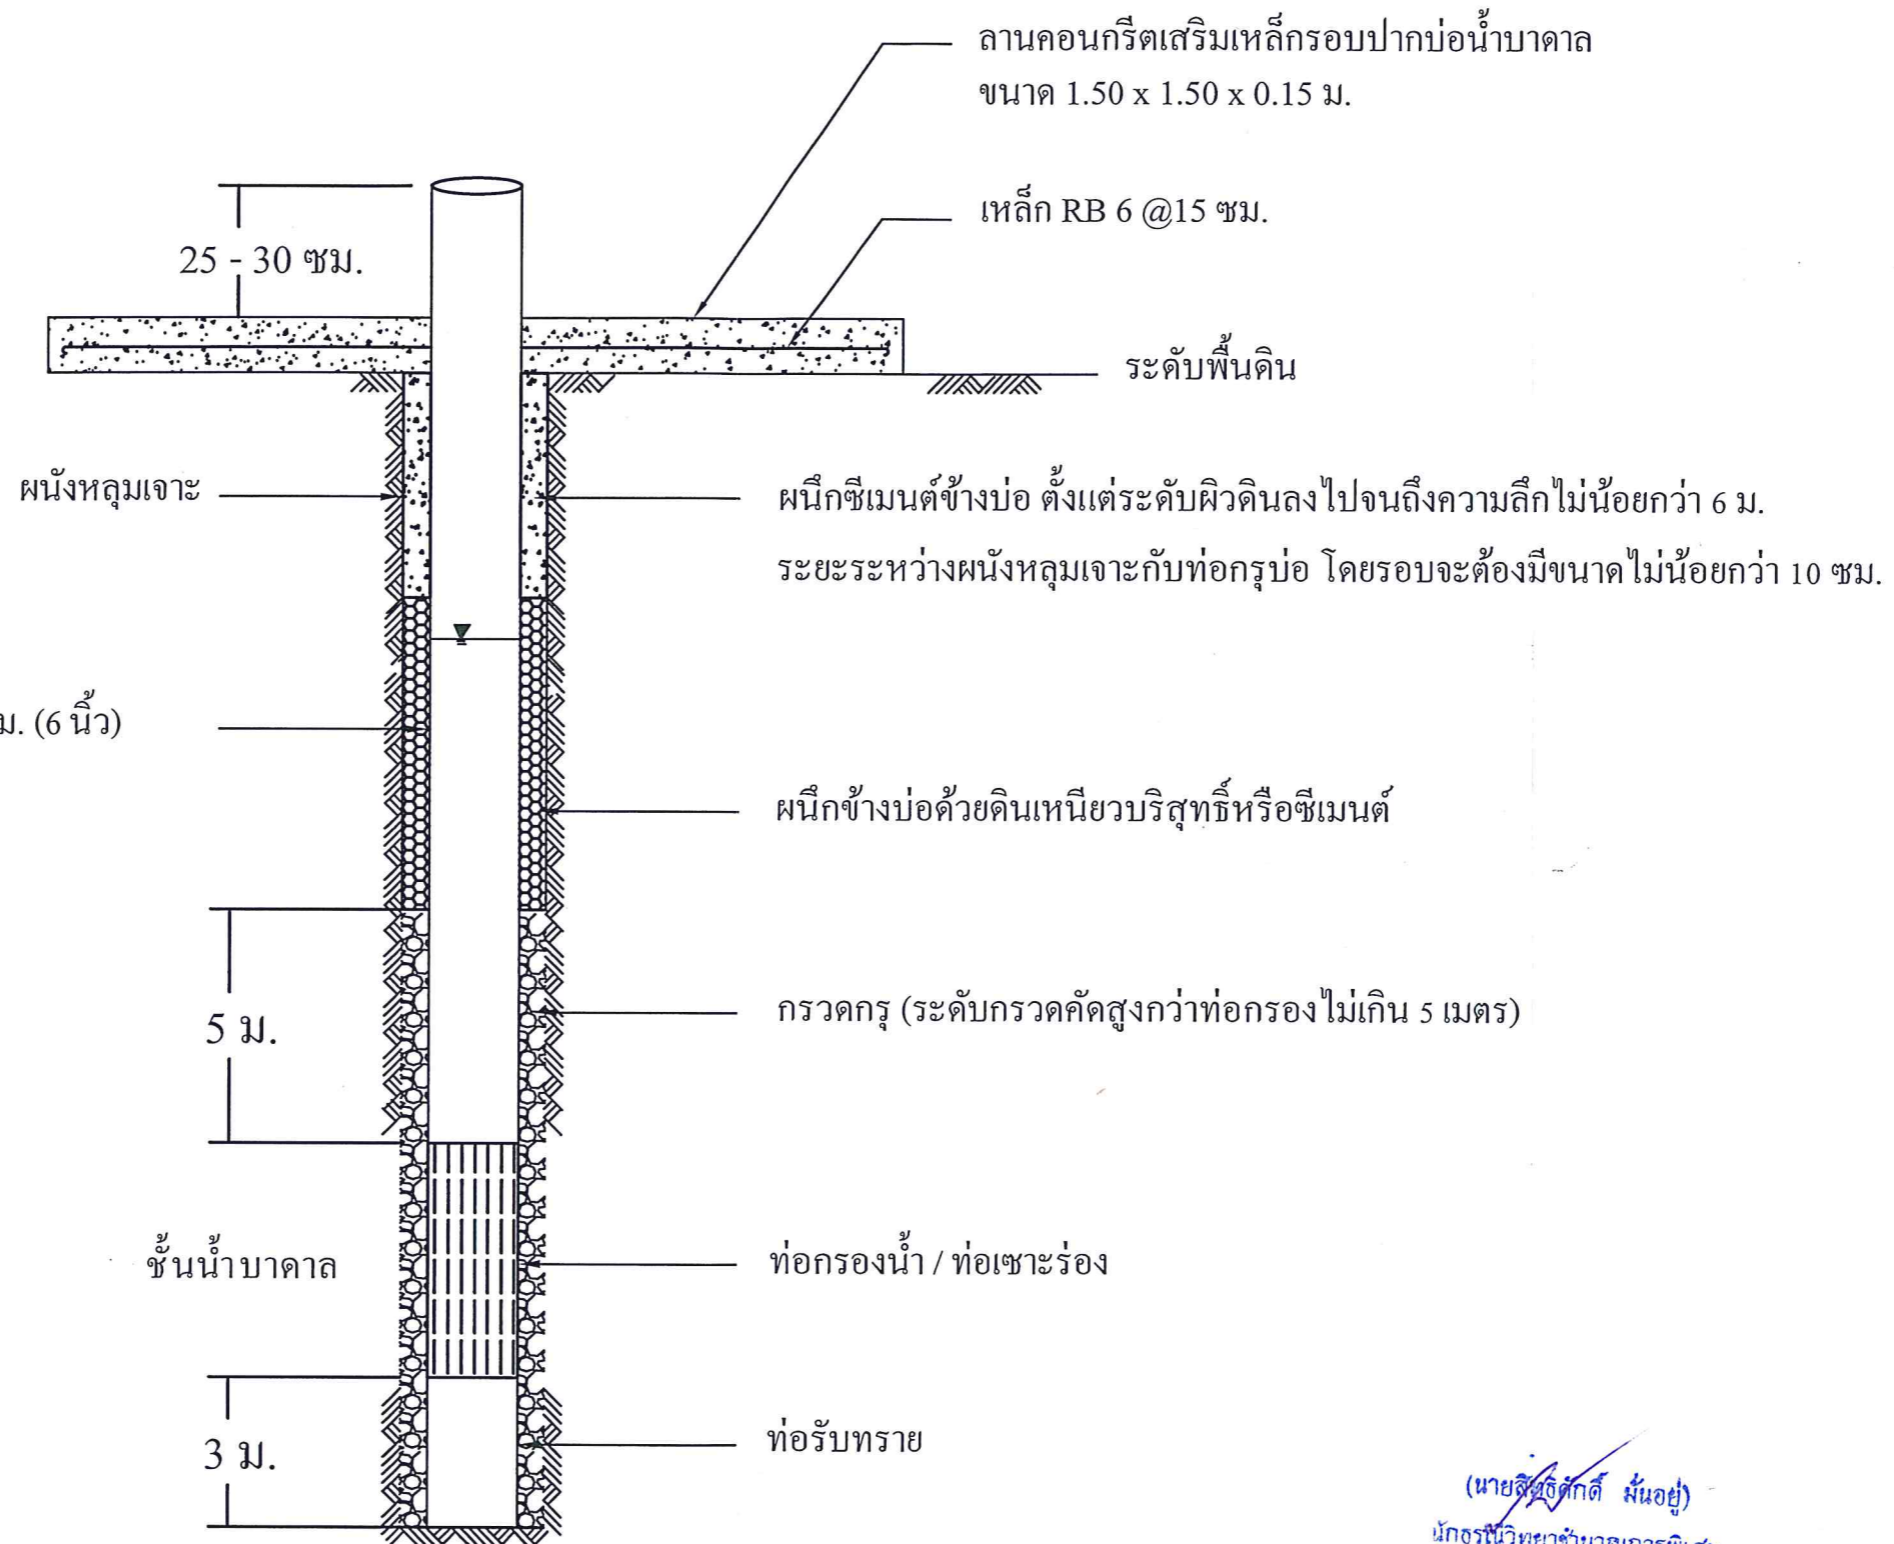 ลานคอนกรีตเสริมเหล็กรอบปากบ่อน้ำบาดาล
ขนาด 1.50 x 1.50 x 0.15 ม.
เหล็ก RB 6 @15 ซม.
25 - 30 ซม.
ระดับพื้นดิน
ผนังหลุมเจาะ
ผนึกซีเมนต์ข้างบ่อ ตั้งแต่ระดับผิวดินลงไปจนถึงความลึกไม่น้อยกว่า 6 ม.
ระยะระหว่างผนังหลุมเจาะกับท่อกรุบ่อ โดยรอบจะต้องมีขนาดไม่น้อยกว่า 10 ซม.
ม. (6 นิ้ว)
ผนึกข้างบ่อด้วยดินเหนียวบริสุทธิ์หรือซีเมนต์
กรวดกรุ (ระดับกรวดคัดสูงกว่าท่อกรองไม่เกิน 5 เมตร)
5 ม.
ชั้นน้ำบาดาล
ท่อกรองน้ำ / ท่อเซาะร่อง
3 ม.
ท่อรับทราย
(นายสิทธิศักดิ์ มั่นอยู่)